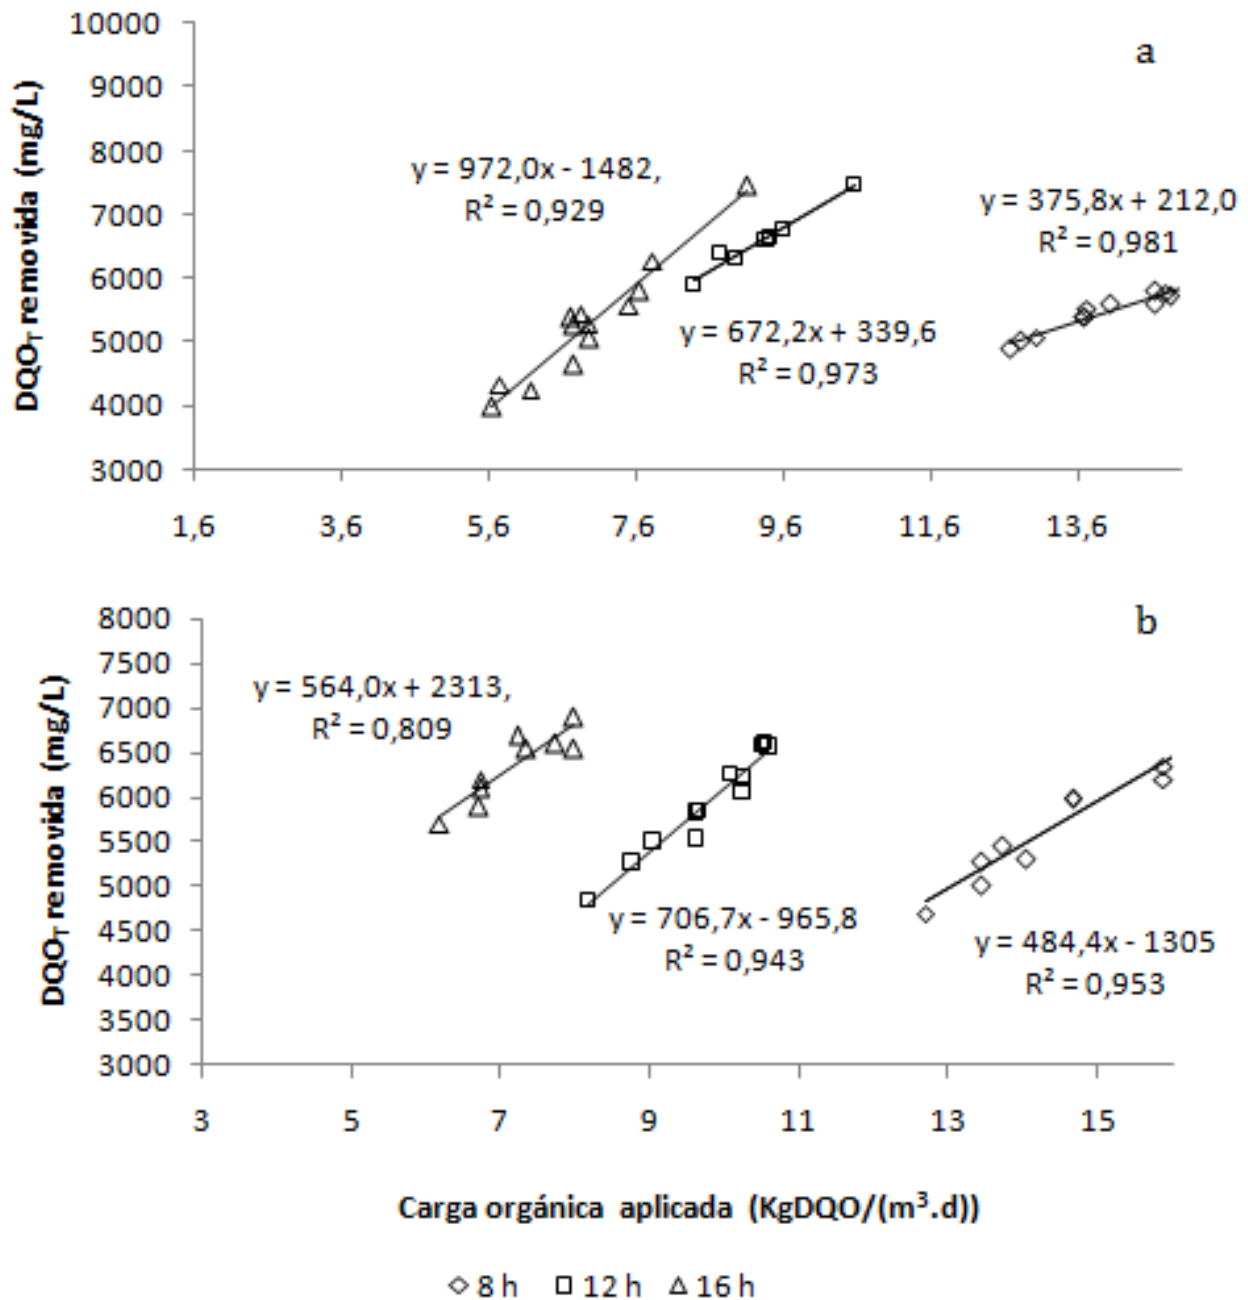 a
DQO_T removida (mg/L)
10000
9000
8000
7000
6000
5000
4000
3000
y = 972,0x - 1482,
R² = 0,929
y = 672,2x + 339,6
R² = 0,973
y = 375,8x + 212,0
R² = 0,981
1,6 3,6 5,6 7,6 9,6 11,6 13,6
b
DQO_T removida (mg/L)
8000
7500
7000
6500
6000
5500
5000
4500
4000
3500
3000
y = 564,0x + 2313,
R² = 0,809
y = 706,7x - 965,8
R² = 0,943
y = 484,4x - 1305
R² = 0,953
3 5 7 9 11 13 15
Carga orgánica aplicada (KgDQO/(m³.d))
8 h 12 h 16 h